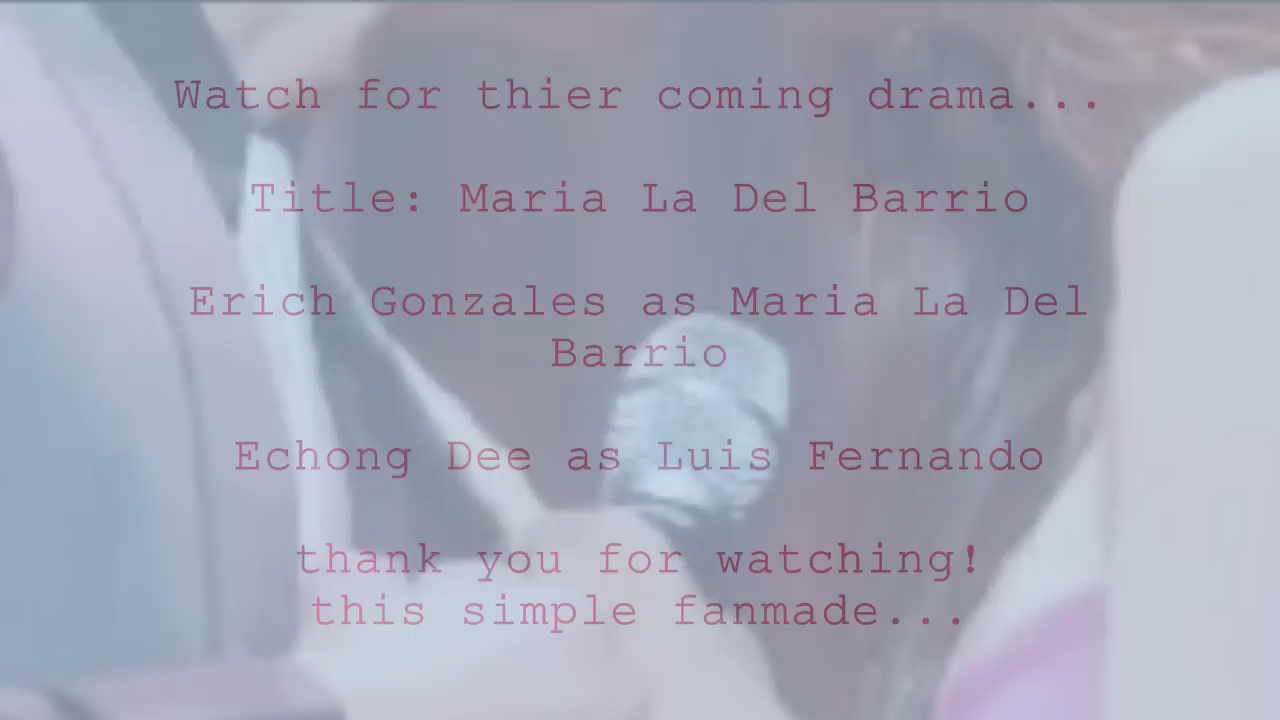 Watch for thier coming drama...
Title: Maria La Del Barrio
Erich Gonzales as Maria La Del
Barrio
Echong Dee as Luis Fernando
thank you for watching!
this simple fanmade...